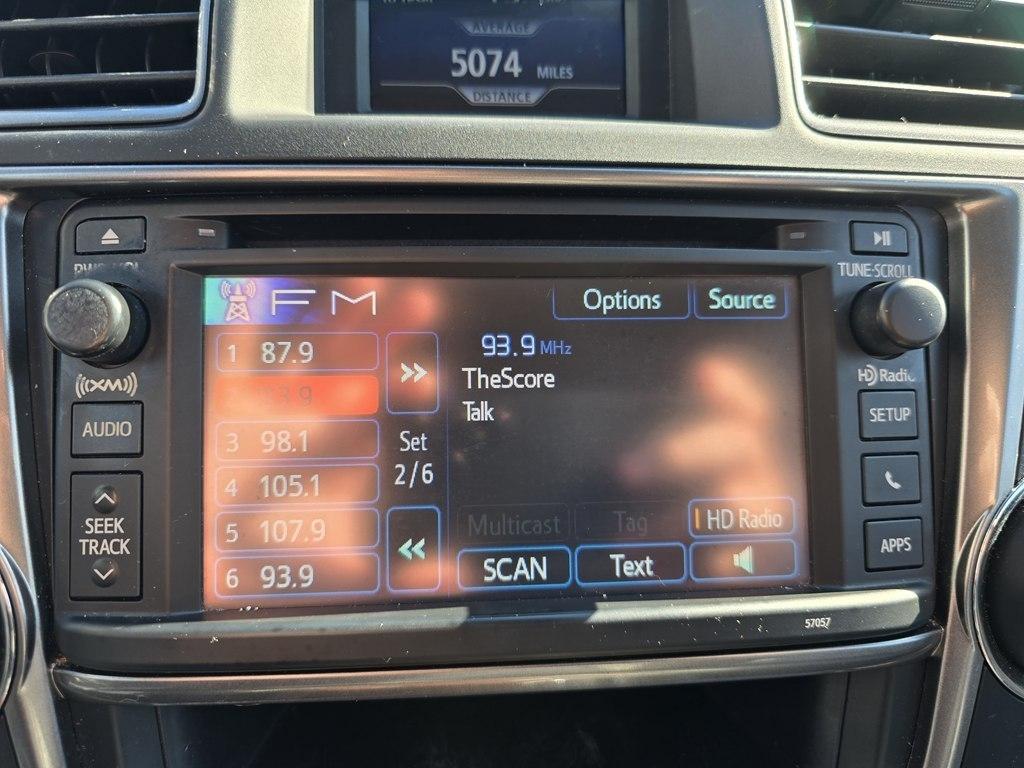 AVERAGE
5074 MILES
DISTANCE
TUNE·SCROLL
FM
Options
Source
1 87.9
93.9 MHz
TheScore
Talk
((XM))
HD Radio
AUDIO
SETUP
3 98.1
Set
2/6
4 105.1
SEEK
TRACK
5 107.9
Multicast
Tag
HD Radio
APPS
6 93.9
SCAN
Text
57057